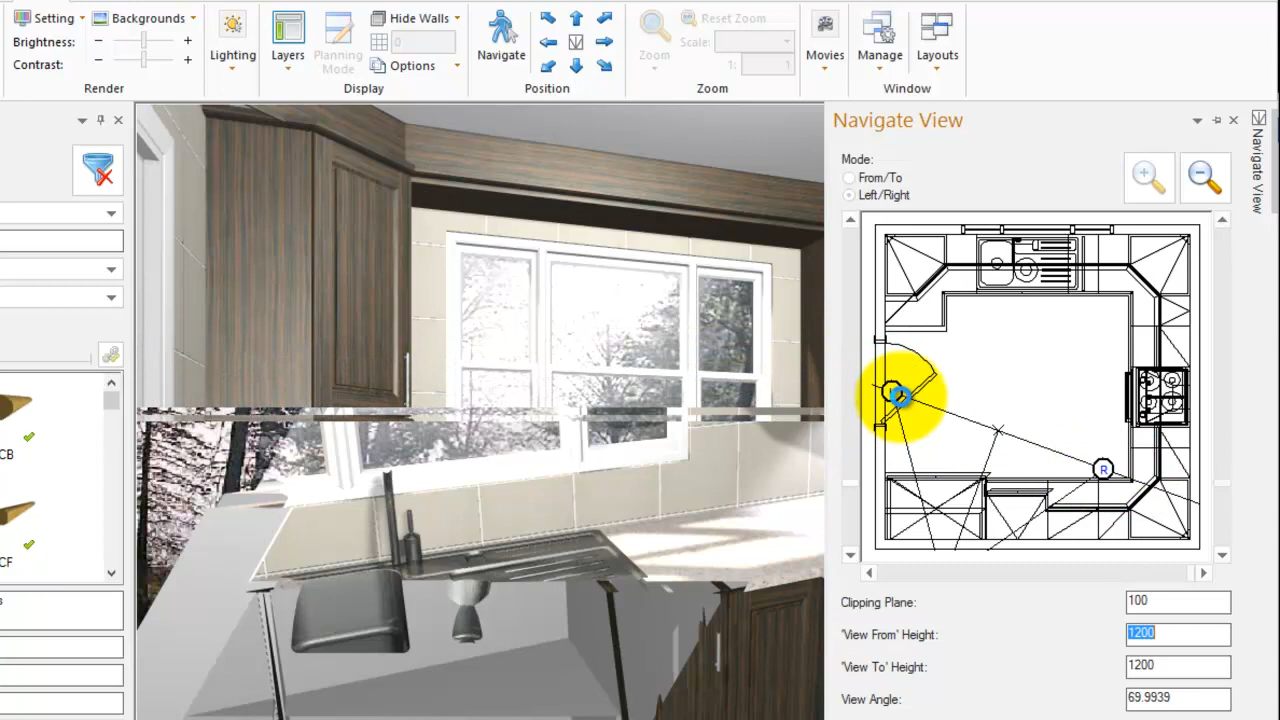 Setting
Backgrounds
Brightness:
Contrast:
Render
Lighting
Layers
Planning
Mode
Hide Walls
0
Options
Display
Navigate
Position
Zoom
Reset Zoom
Scale:
1:
1
Zoom
Movies
Manage
Layouts
Window
Navigate View
Mode:
From/To
Left/Right
R
Clipping Plane:
100
'View From' Height:
1200
'View To' Height:
1200
View Angle:
69.9939
Navigate View
CB
CF
s